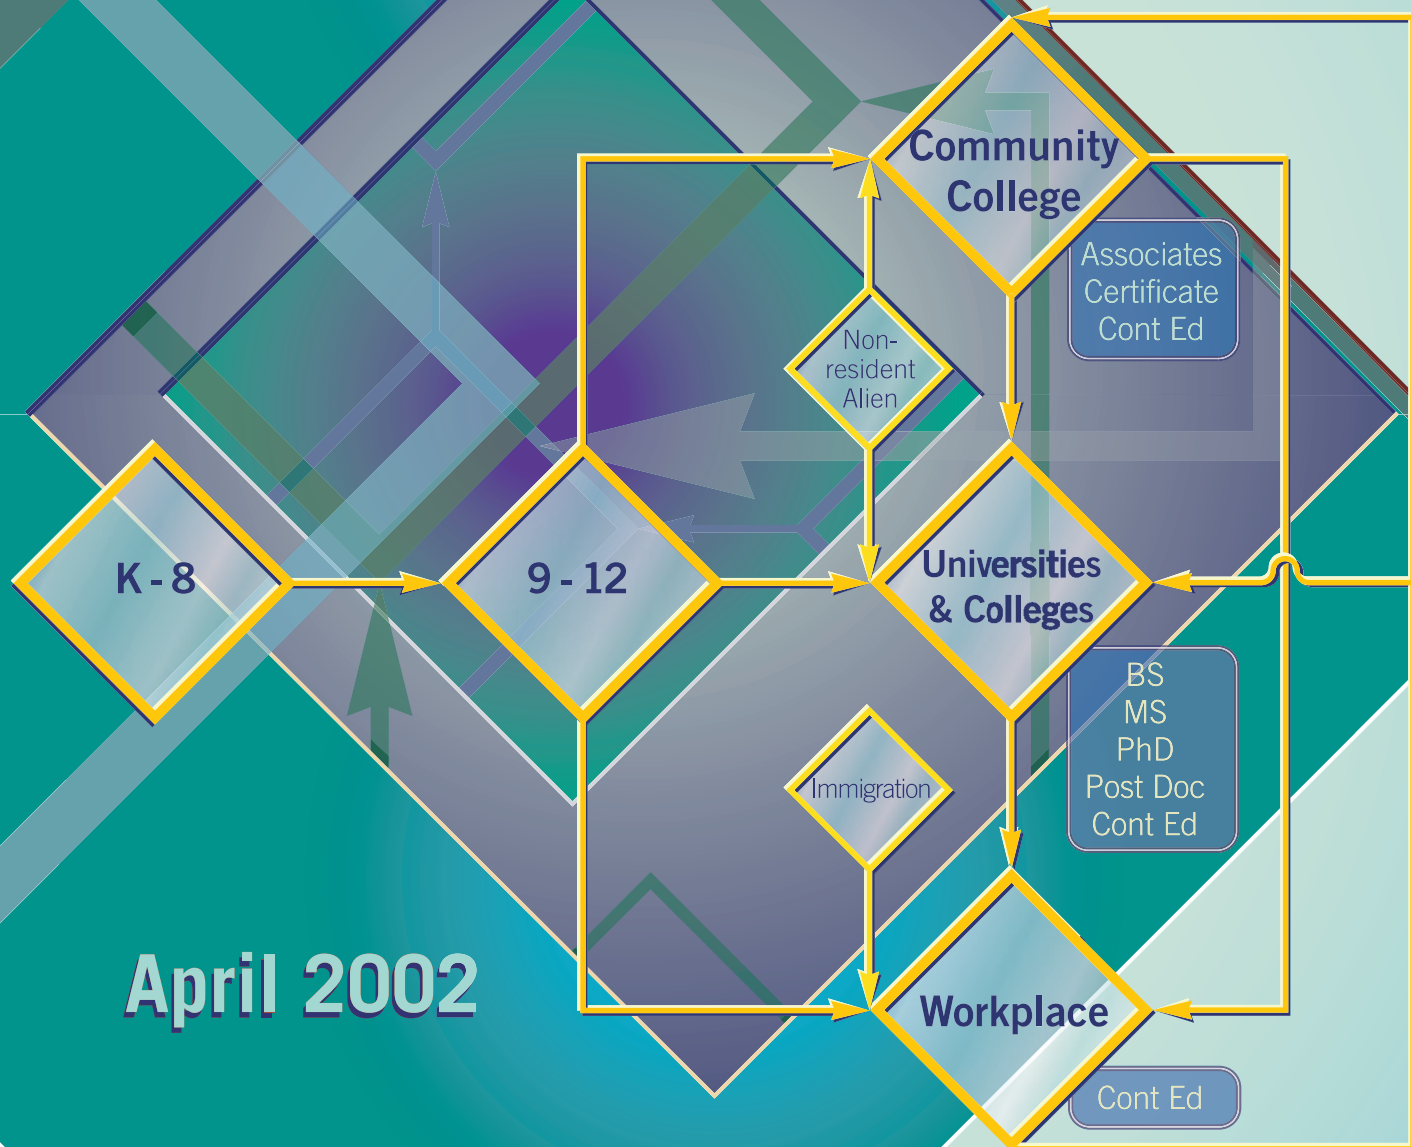 Community
College
Associates
Certificate
Cont Ed
Non-
resident
Alien
K - 8
9 - 12
Universities
& Colleges
BS
MS
PhD
Post Doc
Cont Ed
Immigration
April 2002
Workplace
Cont Ed